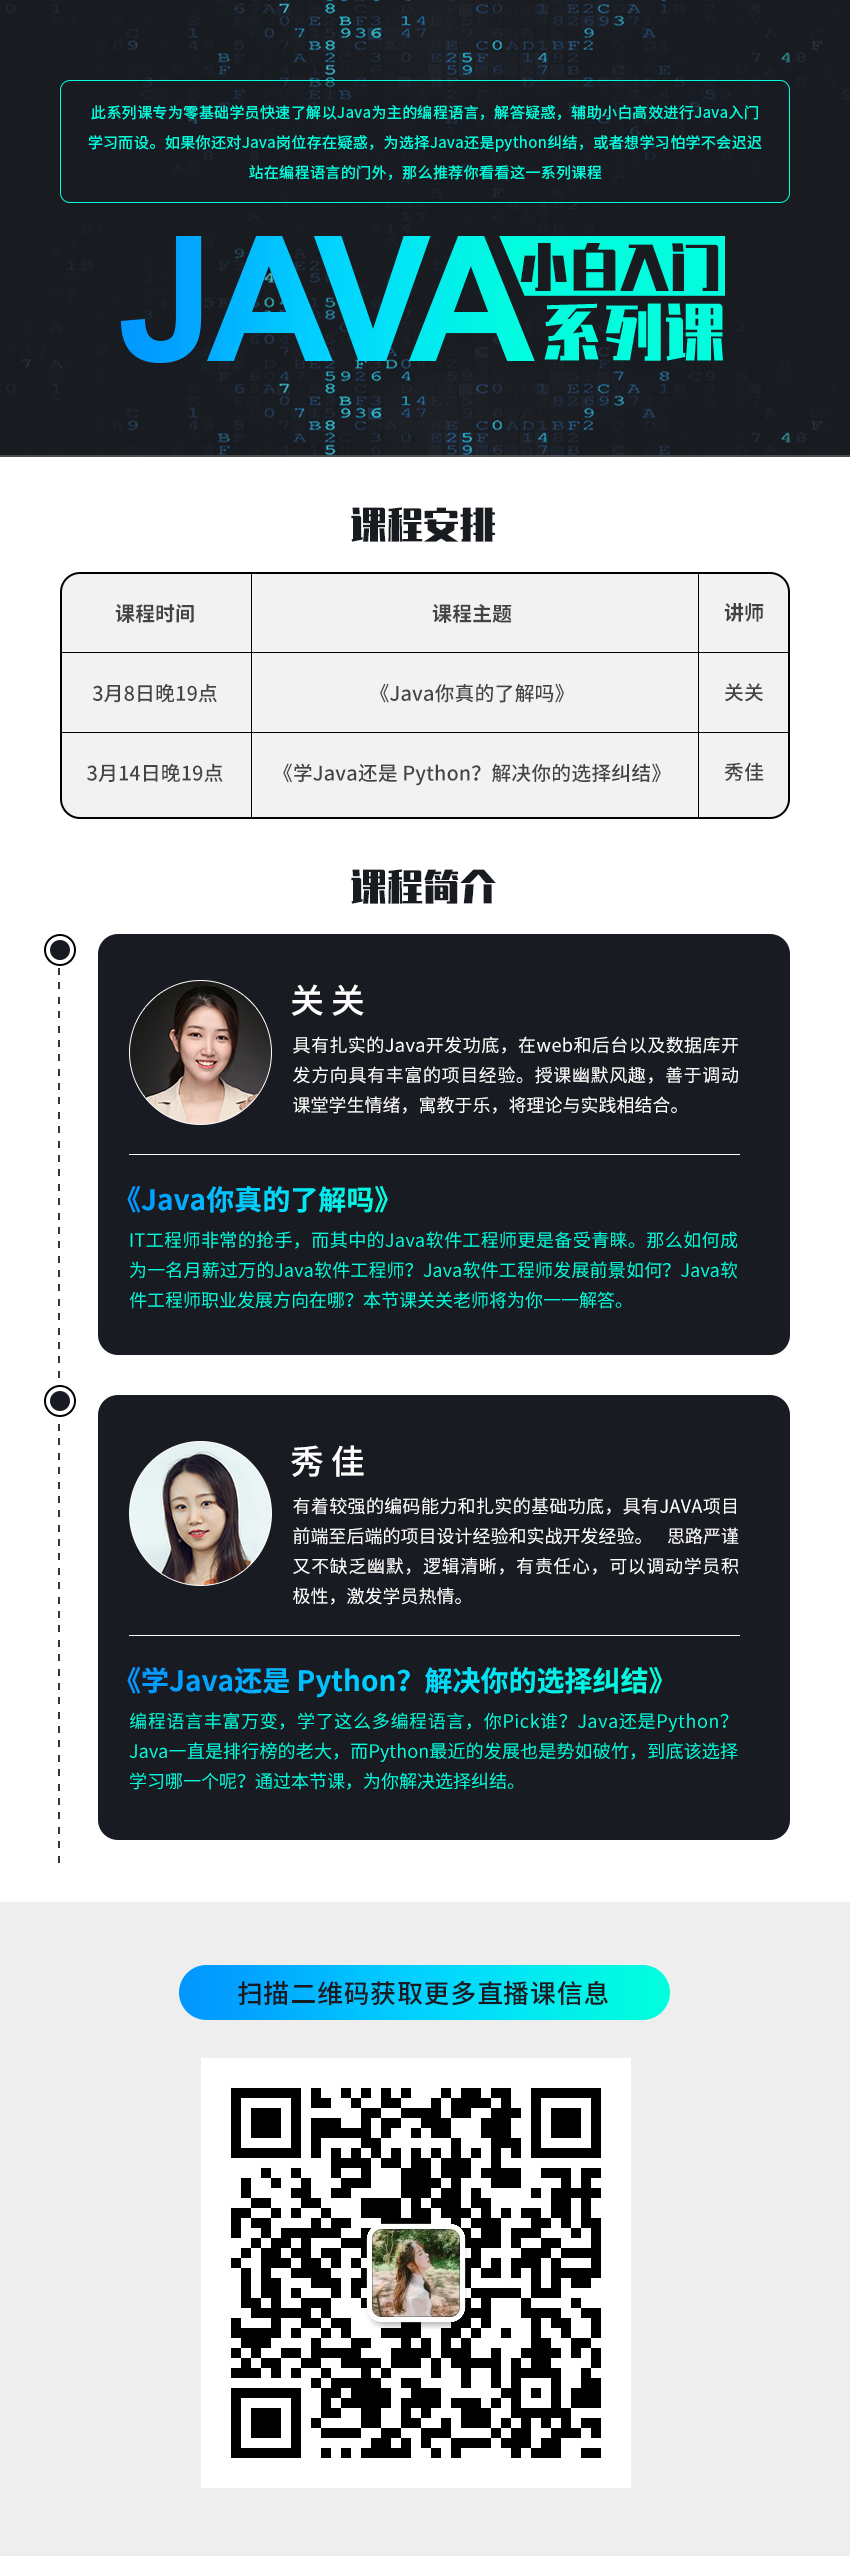 此系列课专为零基础学员快速了解以Java为主的编程语言，解答疑惑，辅助小白高效进行Java入门
学习而设。如果你还对Java岗位存在疑惑，为选择Java还是python纠结，或者想学习怕学不会迟迟
站在编程语言的门外，那么推荐你看看这一系列课程
JAVA小白入门
系列课
课程安排
课程时间 课程主题 讲师
3月8日晚19点 《Java你真的了解吗》 关关
3月14日晚19点 《学Java还是 Python？解决你的选择纠结》 秀佳
课程简介
关关
具有扎实的Java开发功底，在web和后台以及数据库开
发方向具有丰富的项目经验。授课幽默风趣，善于调动
课堂学生情绪，寓教于乐，将理论与实践相结合。
《Java你真的了解吗》
IT工程师非常的抢手，而其中的Java软件工程师更是备受青睐。那么如何成
为一名月薪过万的Java软件工程师？Java软件工程师发展前景如何？Java软
件工程师职业发展方向在哪？本节课关关老师将为你一一解答。
秀佳
有着较强的编码能力和扎实的基础功底，具有JAVA项目
前端至后端的项目设计经验和实战开发经验。 思路严谨
又不缺乏幽默，逻辑清晰，有责任心，可以调动学员积
极性，激发学员热情。
《学Java还是 Python？解决你的选择纠结》
编程语言丰富万变，学了这么多编程语言，你Pick谁？Java还是Python？
Java一直是排行榜的老大，而Python最近的发展也是势如破竹，到底该选择
学习哪一个呢？通过本节课，为你解决选择纠结。
扫描二维码获取更多直播课信息